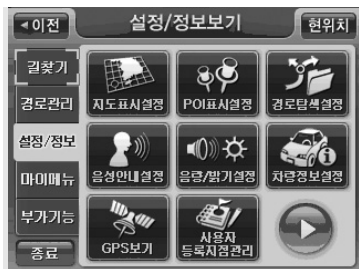 이전
설정/정보보기
현위치
길찾기
경로관리
설정/정보
마이메뉴
부가기능
종료
지도표시설정
POI표시설정
경로탐색설정
음성안내설정
음량/밝기설정
차량정보설정
GPS보기
사용자
등록지점관리